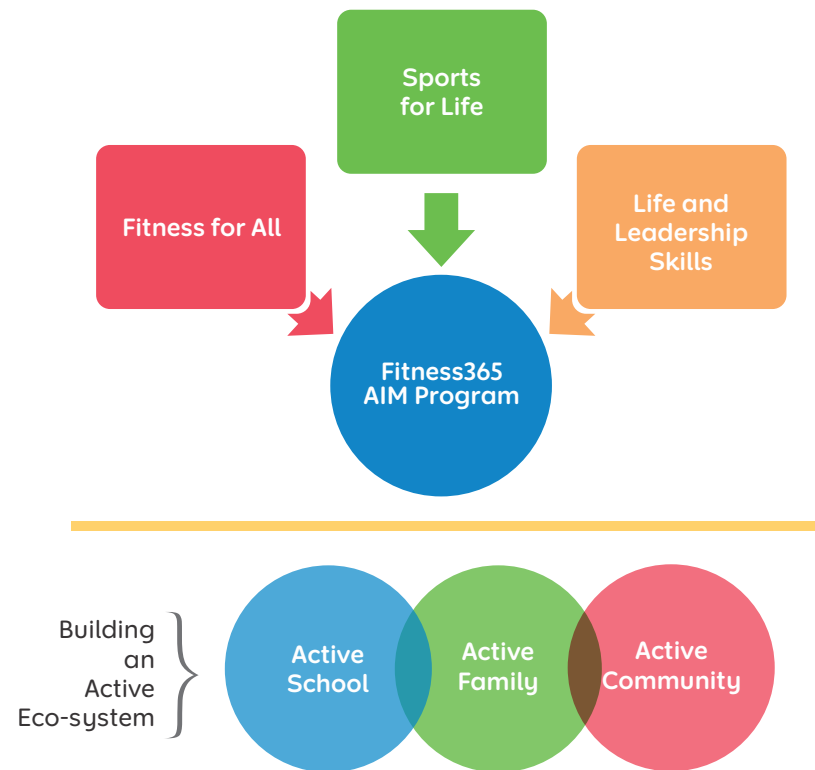 Sports
for Life
Fitness for All
Life and
Leadership
Skills
Fitness365
AIM Program
Building
an
Active
Eco-system
Active
School
Active
Family
Active
Community